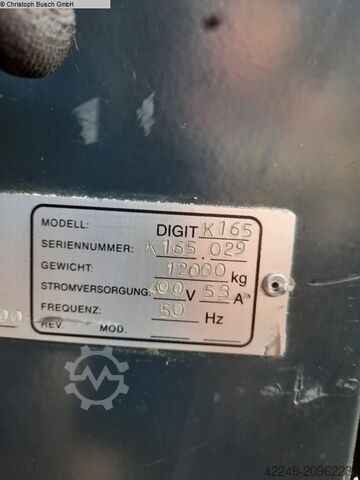 © Christoph Busch GmbH
MODELL: DIGIT K165
SERIENNUMMER: K165.029
GEWICHT: 12000 kg
STROMVERSORGUNG: 400 V 53 A
FREQUENZ: 50 Hz
REV. MOD.
00
42249-2096223